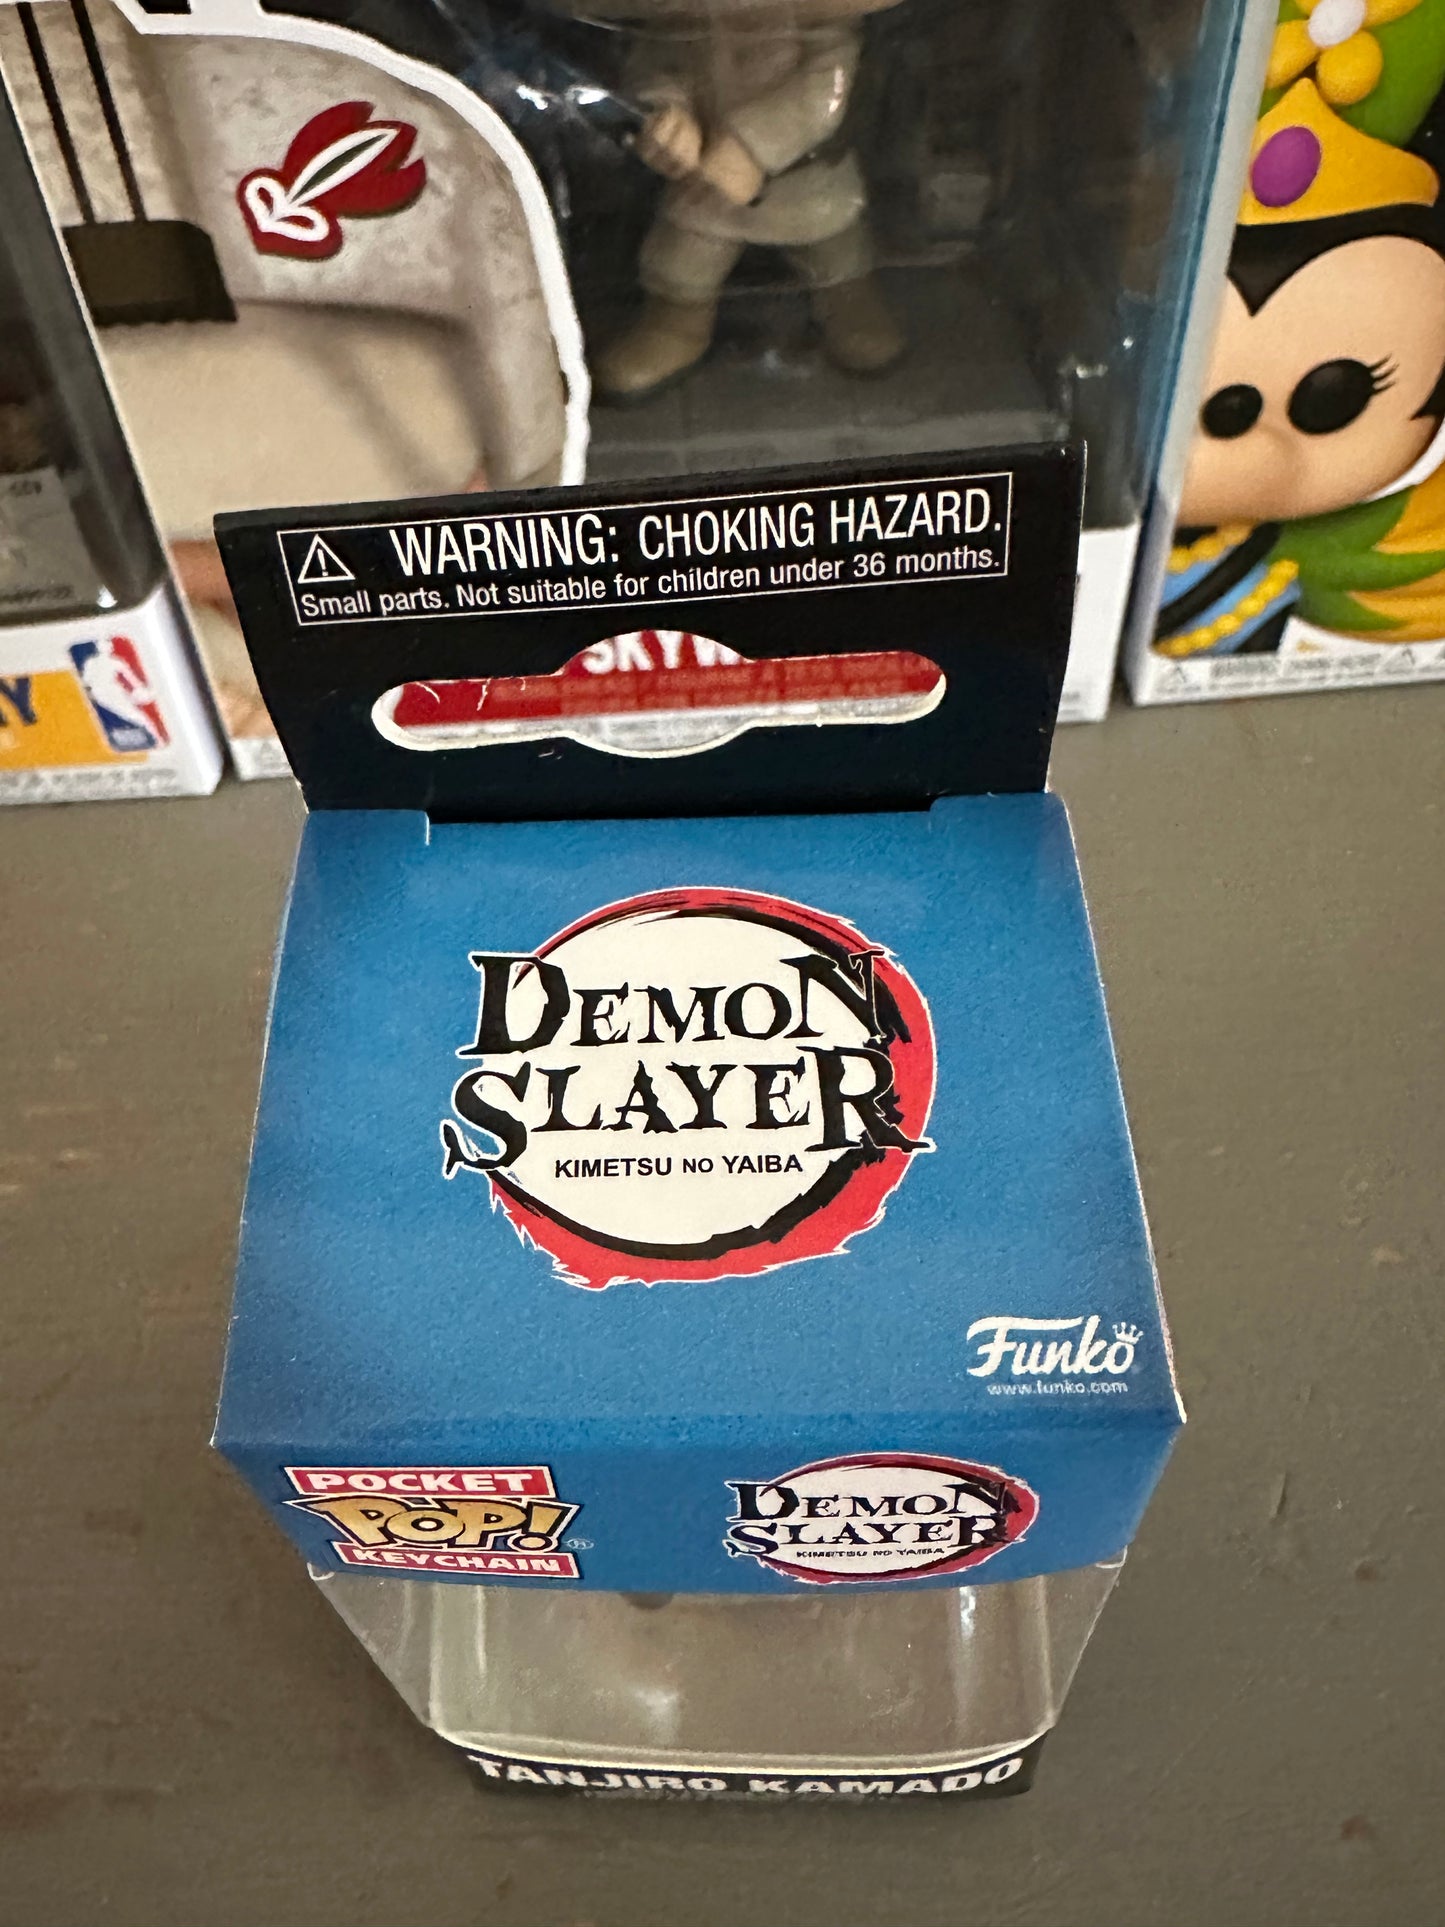 WARNING: CHOKING HAZARD.
Small parts. Not suitable for children under 36 months.
DEMON
SLAYER
KIMETSU NO YAIBA
Funko
www.funko.com
POCKET
POP!
KEYCHAIN
DEMON
SLAYER
KIMETSU NO YAIBA
TANJIRO KAMADO